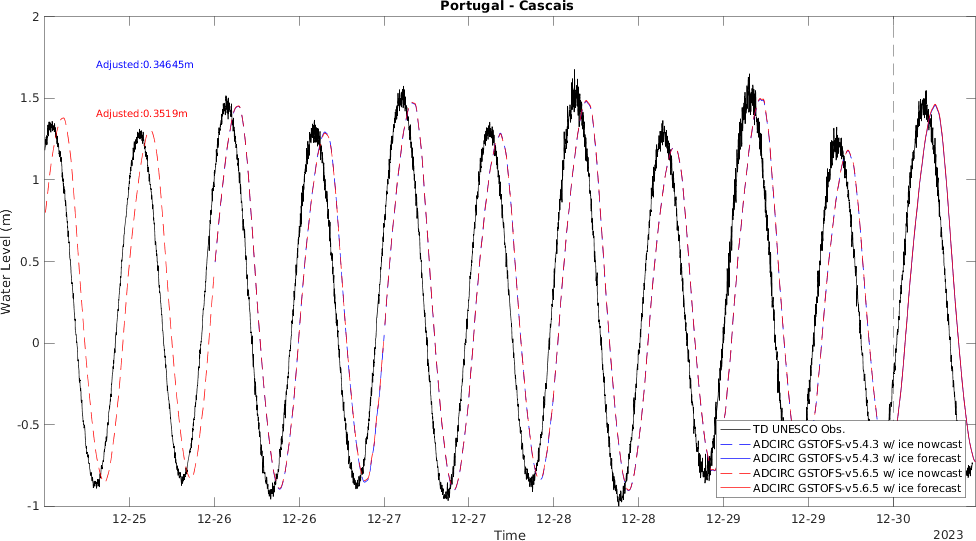 Portugal - Cascais
2
Adjusted:0.34645m
1.5
Adjusted:0.3519m
1
0.5
0
-0.5
-1
Water Level (m)
TD UNESCO Obs.
ADCIRC GSTOFS-v5.4.3 w/ ice nowcast
ADCIRC GSTOFS-v5.4.3 w/ ice forecast
ADCIRC GSTOFS-v5.6.5 w/ ice nowcast
ADCIRC GSTOFS-v5.6.5 w/ ice forecast
12-25 12-26 12-26 12-27 12-27 12-28 12-28 12-29 12-29 12-30
Time
2023